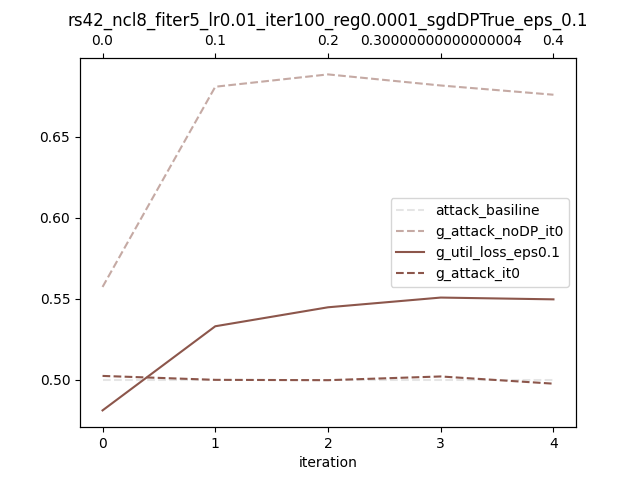 rs42_ncl8_fiter5_lr0.01_iter100_reg0.0001_sgdDPTrue_eps_0.1
0.0 0.1 0.2 0.30000000000000004 0.4
0.65
0.60
attack_basiline
g_attack_noDP_it0
g_util_loss_eps0.1
g_attack_it0
0.55
0.50
0 1 2 3 4
iteration